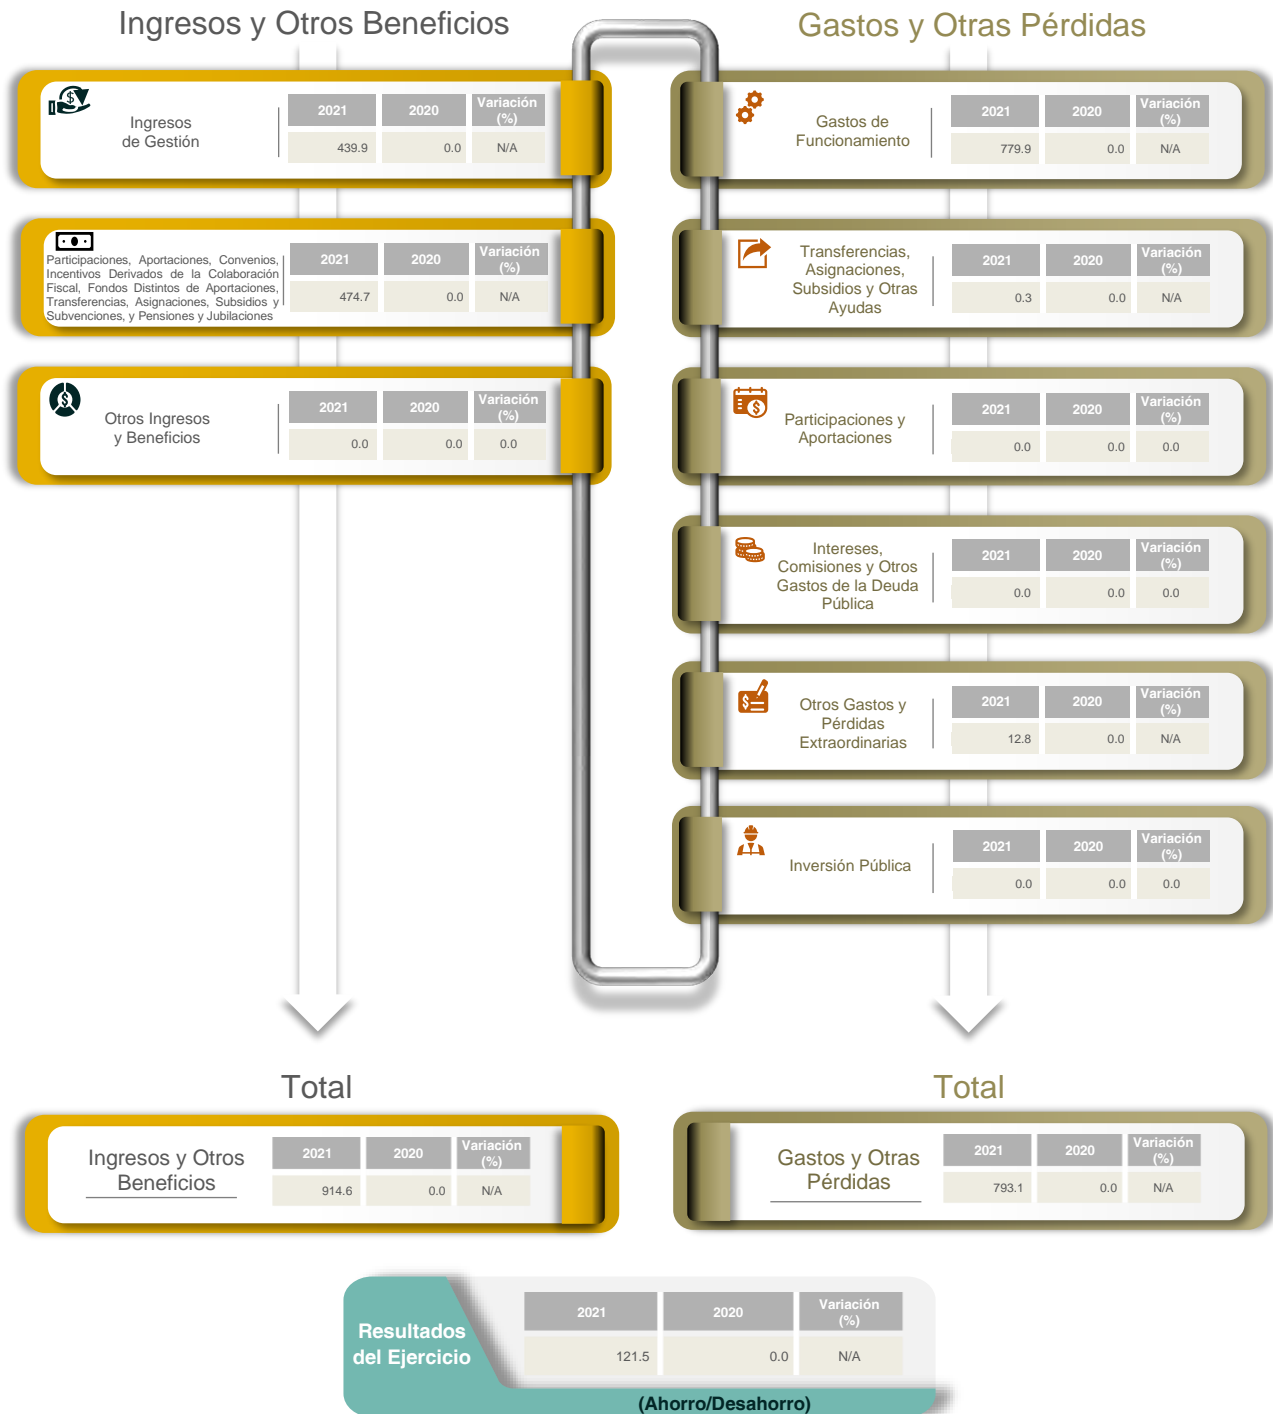 Ingresos y Otros Beneficios
Ingresos
de Gestión
2021 2020 Variación (%)
439.9 0.0 N/A
Participaciones, Aportaciones, Convenios,
Incentivos Derivados de la Colaboración
Fiscal, Fondos Distintos de Aportaciones,
Transferencias, Asignaciones, Subsidios y
Subvenciones, y Pensiones y Jubilaciones
2021 2020 Variación (%)
474.7 0.0 N/A
Otros Ingresos
y Beneficios
2021 2020 Variación (%)
0.0 0.0 0.0
Total
Ingresos y Otros
Beneficios
2021 2020 Variación (%)
914.6 0.0 N/A
Gastos y Otras Pérdidas
Gastos de
Funcionamiento
2021 2020 Variación (%)
779.9 0.0 N/A
Transferencias,
Asignaciones,
Subsidios y Otras
Ayudas
2021 2020 Variación (%)
0.3 0.0 N/A
Participaciones y
Aportaciones
2021 2020 Variación (%)
0.0 0.0 0.0
Intereses,
Comisiones y Otros
Gastos de la Deuda
Pública
2021 2020 Variación (%)
0.0 0.0 0.0
Otros Gastos y
Pérdidas
Extraordinarias
2021 2020 Variación (%)
12.8 0.0 N/A
Inversión Pública
2021 2020 Variación (%)
0.0 0.0 0.0
Total
Gastos y Otras
Pérdidas
2021 2020 Variación (%)
793.1 0.0 N/A
Resultados
del Ejercicio
2021 2020 Variación (%)
121.5 0.0 N/A
(Ahorro/Desahorro)